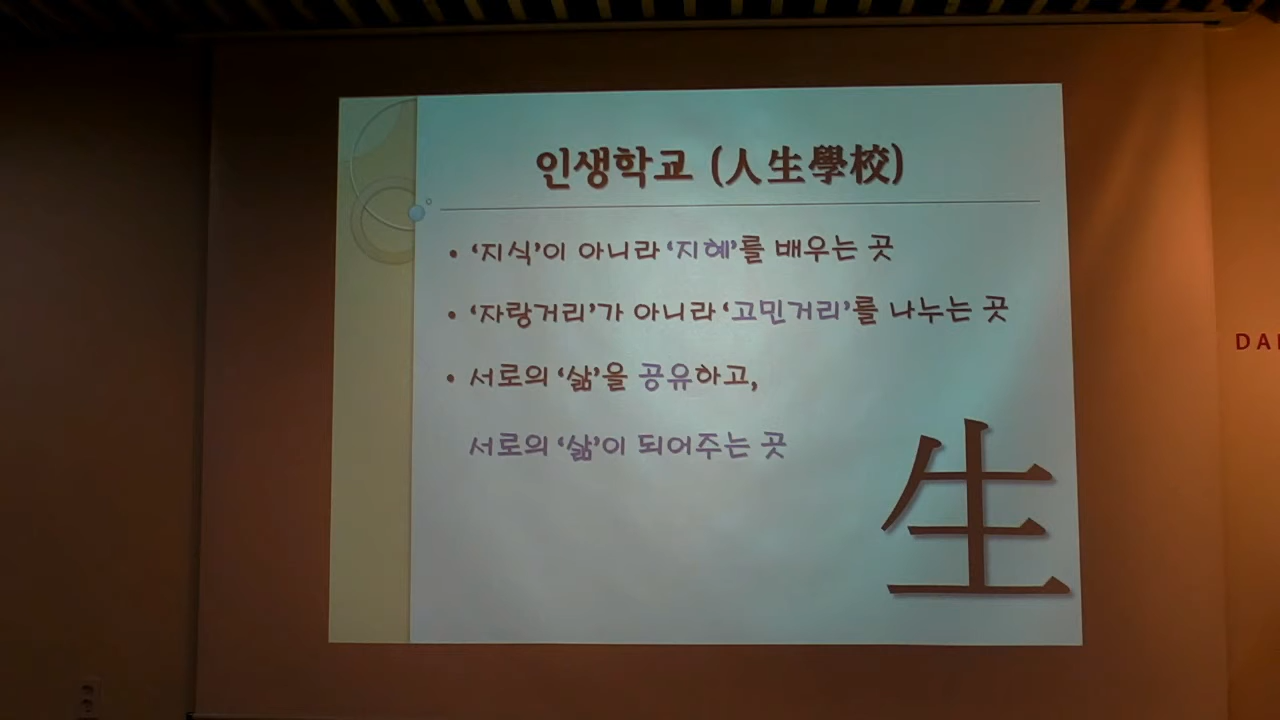 인생학교 (人生學校)
• ‘지식’이 아니라 ‘지혜’를 배우는 곳
• ‘자랑거리’가 아니라 ‘고민거리’를 나누는 곳
• 서로의 ‘삶’을 공유하고,
서로의 ‘삶’이 되어주는 곳
生